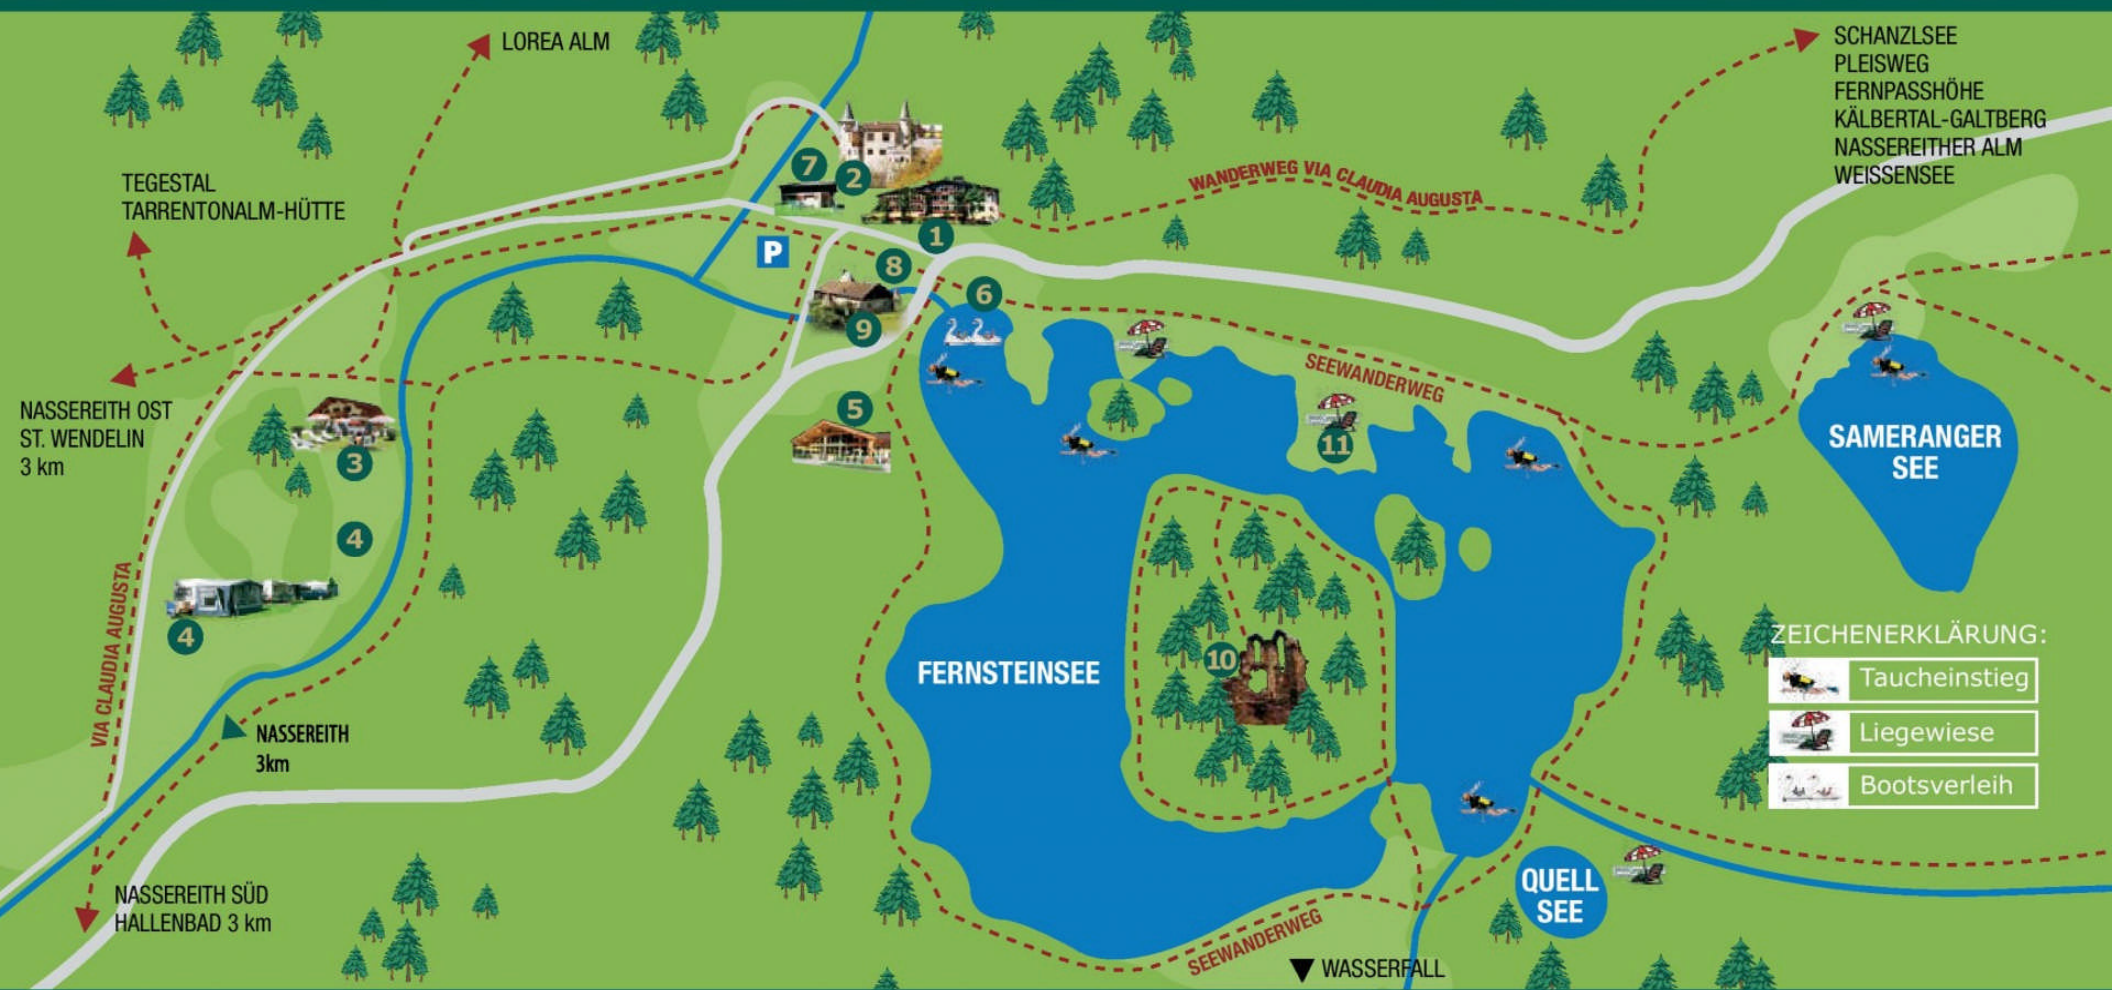 LOREA ALM
SCHANZLSEE
PLEISWEG
FERNPASSHÖHE
KÄLBERTAL-GALTBERG
NASSEREITHER ALM
WEISSENSEE
TEGESTAL
TARRENTONALM-HÜTTE
7
2
WANDERWEG VIA CLAUDIA AUGUSTA
1
P
8
6
9
SEEWANDERWEG
NASSEREITH OST
ST. WENDELIN
3 km
5
11
3
SAMERANGER
SEE
4
VIA CLAUDIA AUGUSTA
4
10
FERNSTEINSEE
ZEICHENERKLÄRUNG:
Taucheinstieg
Liegewiese
Bootsverleih
NASSEREITH
3km
NASSEREITH SÜD
HALLENBAD 3 km
QUELL
SEE
SEEWANDERWEG
WASSERFALL